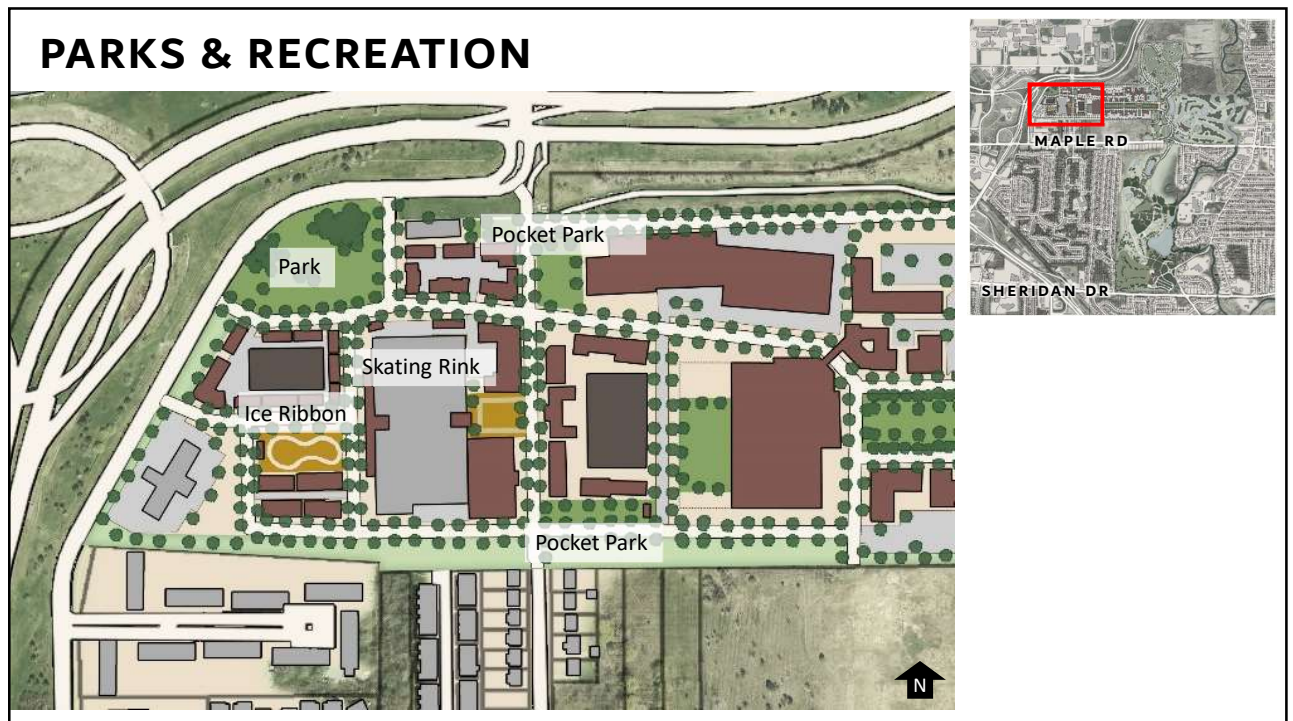 PARKS & RECREATION
MAPLE RD
SHERIDAN DR
Pocket Park
Park
Skating Rink
Ice Ribbon
Pocket Park
N